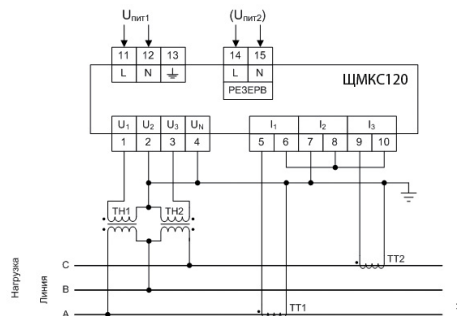 Uпит1 (Uпит2)
11 12 13 14 15
L N L N
РЕЗЕРВ
ЩМКС120
U1 U2 U3 UN I1 I2 I3
1 2 3 4 5 6 7 8 9 10
ТН1 ТН2
ТТ2
C
B
A
ТТ1
Нагрузка
Линия